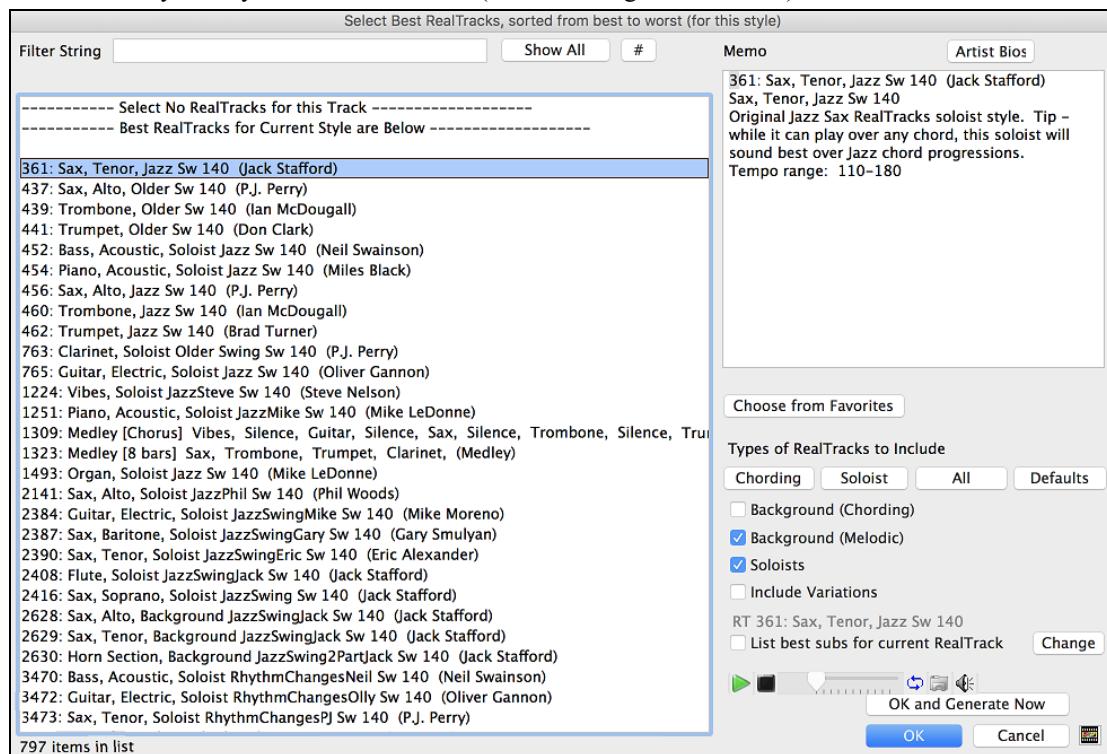 Select Best RealTracks, sorted from best to worst (for this style)
Filter String
Show All
#
Memo
Artist Bios
----------- Select No RealTracks for this Track -------------------
----------- Best RealTracks for Current Style are Below --------------------
361: Sax, Tenor, Jazz Sw 140 (Jack Stafford)
437: Sax, Alto, Older Sw 140 (P.J. Perry)
439: Trombone, Older Sw 140 (Ian McDougall)
441: Trumpet, Older Sw 140 (Don Clark)
452: Bass, Acoustic, Soloist Jazz Sw 140 (Neil Swainson)
454: Piano, Acoustic, Soloist Jazz Sw 140 (Miles Black)
456: Sax, Alto, Jazz Sw 140 (P.J. Perry)
460: Trombone, Jazz Sw 140 (Ian McDougall)
462: Trumpet, Jazz Sw 140 (Brad Turner)
763: Clarinet, Soloist Older Swing Sw 140 (P.J. Perry)
765: Guitar, Electric, Soloist Jazz Sw 140 (Oliver Gannon)
1224: Vibes, Soloist JazzSteve Sw 140 (Steve Nelson)
1251: Piano, Acoustic, Soloist JazzMike Sw 140 (Mike LeDonne)
1309: Medley [Chorus] Vibes, Silence, Guitar, Silence, Sax, Silence, Trombone, Silence, Tru
1323: Medley [8 bars] Sax, Trombone, Trumpet, Clarinet, (Medley)
1493: Organ, Soloist Jazz Sw 140 (Mike LeDonne)
2141: Sax, Alto, Soloist JazzPhil Sw 140 (Phil Woods)
2384: Guitar, Electric, Soloist JazzSwingMike Sw 140 (Mike Moreno)
2387: Sax, Baritone, Soloist JazzSwingGary Sw 140 (Gary Smulyan)
2390: Sax, Tenor, Soloist JazzSwingEric Sw 140 (Eric Alexander)
2408: Flute, Soloist JazzSwingJack Sw 140 (Jack Stafford)
2416: Sax, Soprano, Soloist JazzSwing Sw 140 (Jack Stafford)
2628: Sax, Alto, Background JazzSwingJack Sw 140 (Jack Stafford)
2629: Sax, Tenor, Background JazzSwingJack Sw 140 (Jack Stafford)
2630: Horn Section, Background JazzSwing2PartJack Sw 140 (Jack Stafford)
3470: Bass, Acoustic, Soloist RhythmChangesNeil Sw 140 (Neil Swainson)
3472: Guitar, Electric, Soloist RhythmChangesOlly Sw 140 (Oliver Gannon)
3473: Sax, Tenor, Soloist RhythmChangesPJ Sw 140 (P.J. Perry)
797 items in list
361: Sax, Tenor, Jazz Sw 140 (Jack Stafford)
Sax, Tenor, Jazz Sw 140
Original Jazz Sax RealTracks soloist style. Tip –
while it can play over any chord, this soloist will
sound best over Jazz chord progressions.
Tempo range: 110-180
Choose from Favorites
Types of RealTracks to Include
Chording
Soloist
All
Defaults
Background (Chording)
Background (Melodic)
Soloists
Include Variations
RT 361: Sax, Tenor, Jazz Sw 140
List best subs for current RealTrack
Change
OK and Generate Now
OK
Cancel